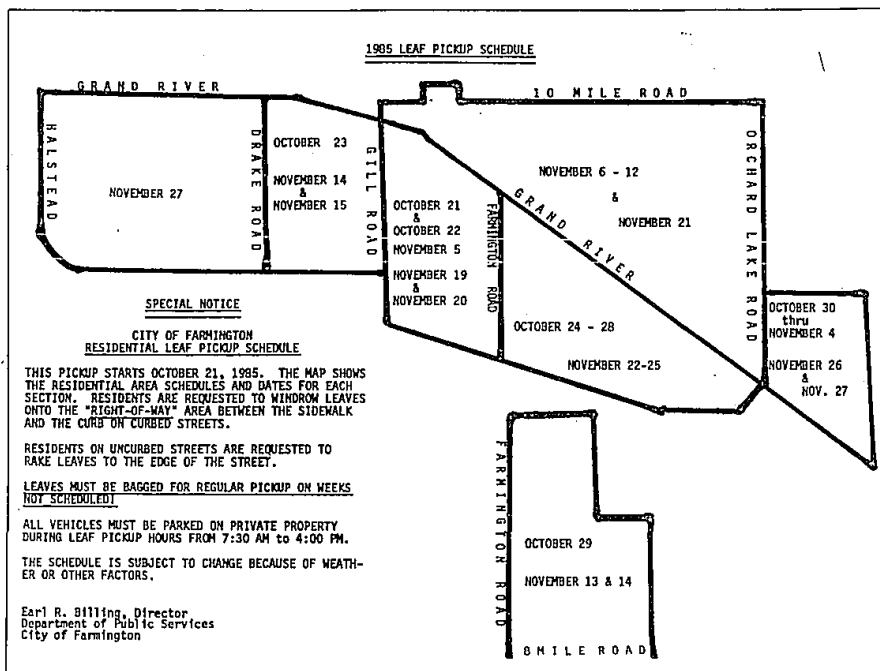 1985 LEAF PICKUP SCHEDULE
GRAND RIVER
10 MILE ROAD
HALSTEAD
NOVEMBER 27
DRAKE ROAD
OCTOBER 23
NOVEMBER 14
&
NOVEMBER 15
GILL ROAD
OCTOBER 21
&
OCTOBER 22
NOVEMBER 5
NOVEMBER 19
&
NOVEMBER 20
FARMINGTON ROAD
GRAND RIVER
NOVEMBER 6 - 12
&
NOVEMBER 21
ORCHARD LAKE ROAD
OCTOBER 24 - 28
NOVEMBER 22-25
OCTOBER 30
thru
NOVEMBER 4
NOVEMBER 26
&
NOV. 27
SPECIAL NOTICE
CITY OF FARMINGTON
RESIDENTIAL LEAF PICKUP SCHEDULE
THIS PICKUP STARTS OCTOBER 21, 1985. THE MAP SHOWS
THE RESIDENTIAL AREA SCHEDULES AND DATES FOR EACH
SECTION. RESIDENTS ARE REQUESTED TO WINDROW LEAVES
ONTO THE "RIGHT-OF-WAY" AREA BETWEEN THE SIDEWALK
AND THE CURB ON CURBED STREETS.
RESIDENTS ON UNCURBED STREETS ARE REQUESTED TO
RAKE LEAVES TO THE EDGE OF THE STREET.
LEAVES MUST BE BAGGED FOR REGULAR PICKUP ON WEEKS
NOT SCHEDULED!
ALL VEHICLES MUST BE PARKED ON PRIVATE PROPERTY
DURING LEAF PICKUP HOURS FROM 7:30 AM to 4:00 PM.
THE SCHEDULE IS SUBJECT TO CHANGE BECAUSE OF WEATH-
ER OR OTHER FACTORS.
Earl R. Billing, Director
Department of Public Services
City of Farmington
FARMINGTON ROAD
OCTOBER 29
NOVEMBER 13 & 14
8MILE ROAD